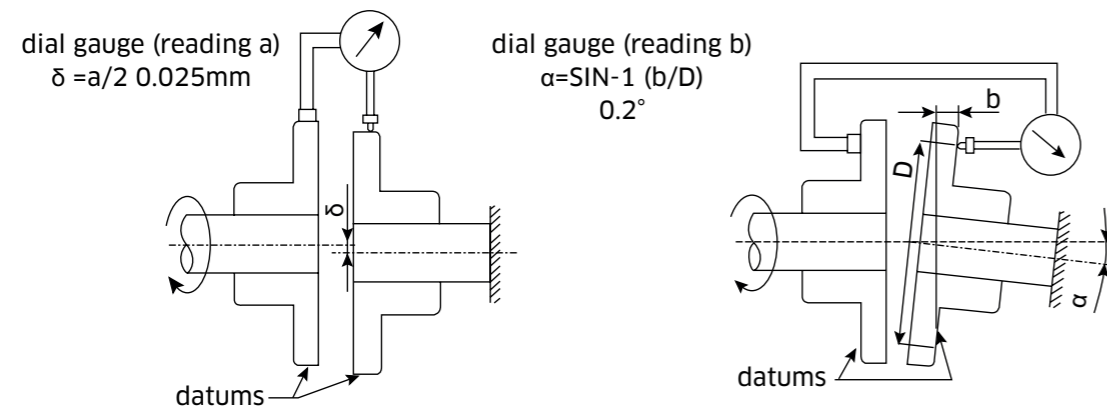 dial gauge (reading a)
δ =a/2 0.025mm
δ
datums
dial gauge (reading b)
α=SIN-1 (b/D)
0.2°
b
D
α
datums